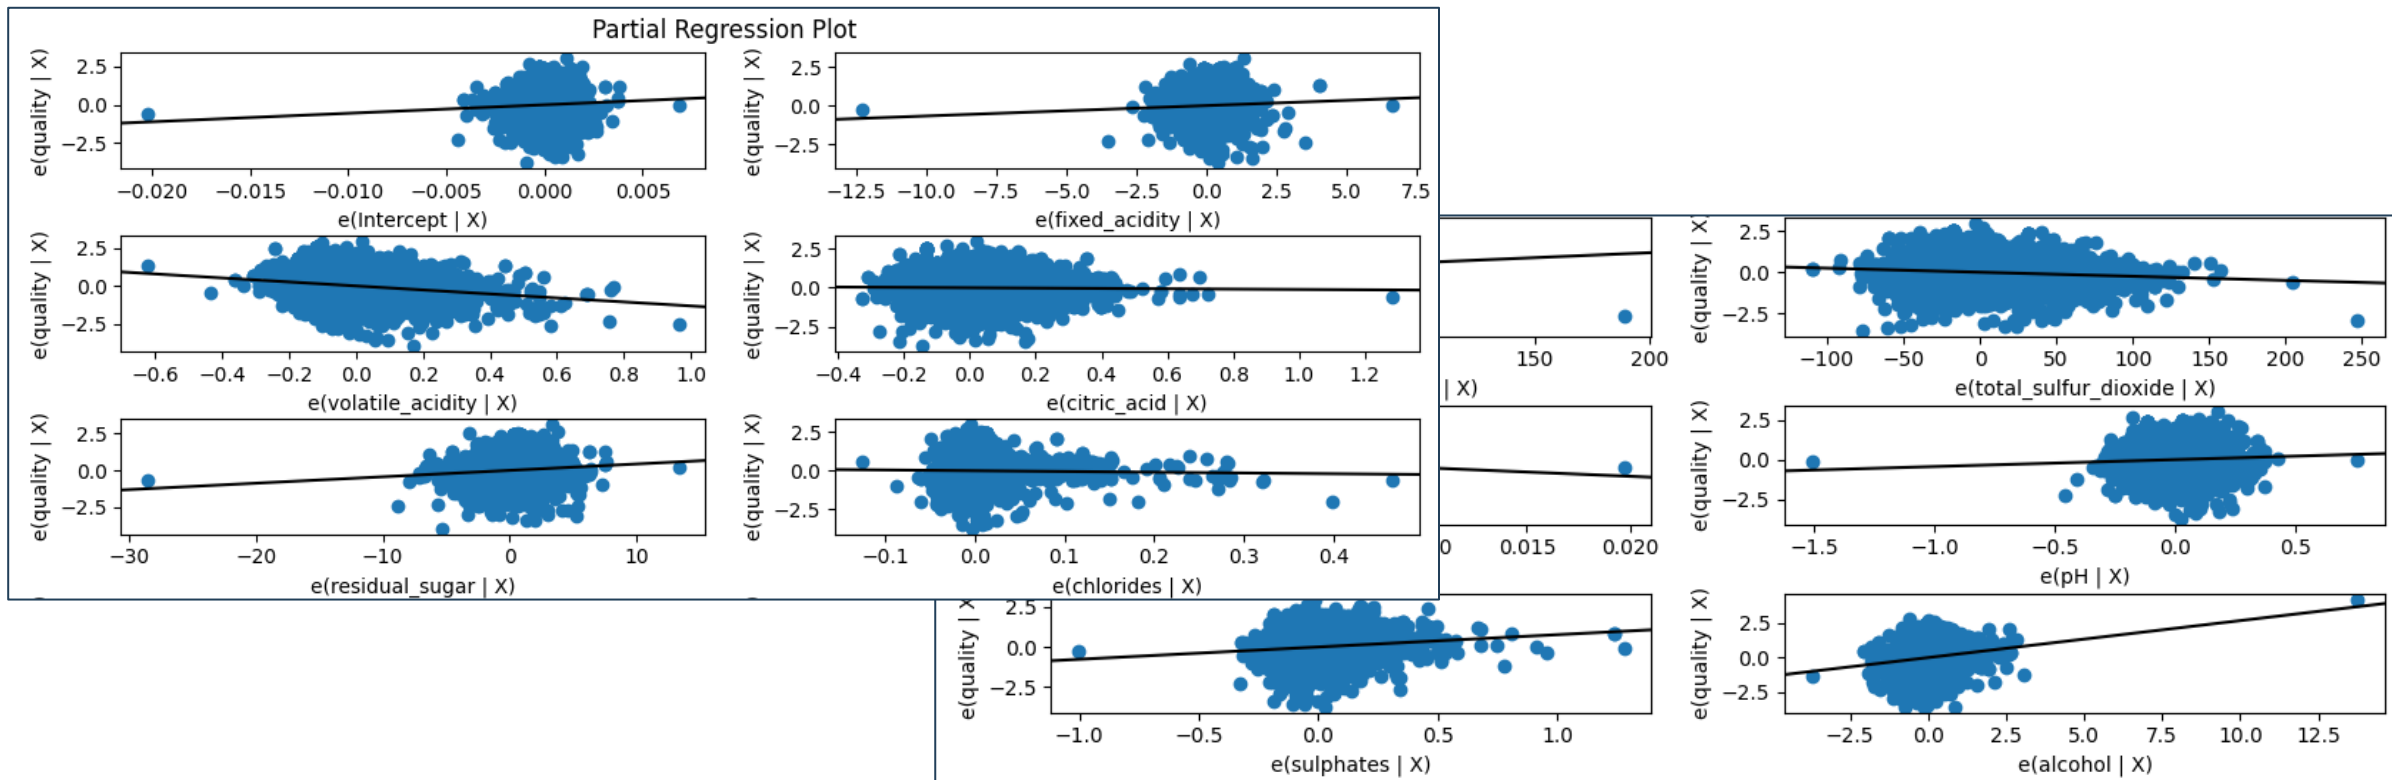 Partial Regression Plot
e(quality | X)
2.5
0.0
−2.5
−0.020 −0.015 −0.010 −0.005 0.000 0.005
e(Intercept | X)
e(quality | X)
2.5
0.0
−2.5
−12.5 −10.0 −7.5 −5.0 −2.5 0.0 2.5 5.0 7.5
e(fixed_acidity | X)
e(quality | X)
2.5
0.0
−2.5
−0.6 −0.4 −0.2 0.0 0.2 0.4 0.6 0.8 1.0
e(volatile_acidity | X)
e(quality | X)
2.5
0.0
−2.5
−0.4 −0.2 0.0 0.2 0.4 0.6 0.8 1.0 1.2
e(citric_acid | X)
150 200
| X)
e(quality | X)
2.5
0.0
−2.5
−100 −50 0 50 100 150 200 250
e(total_sulfur_dioxide | X)
e(quality | X)
2.5
0.0
−2.5
−30 −20 −10 0 10
e(residual_sugar | X)
e(quality | X)
2.5
0.0
−2.5
−0.1 0.0 0.1 0.2 0.3 0.4
e(chlorides | X)
0 0.015 0.020
e(quality | X)
2.5
0.0
−2.5
−1.5 −1.0 −0.5 0.0 0.5
e(pH | X)
e(quality | X
2.5
0.0
−2.5
−1.0 −0.5 0.0 0.5 1.0
e(sulphates | X)
e(quality | X)
2.5
0.0
−2.5
−2.5 0.0 2.5 5.0 7.5 10.0 12.5
e(alcohol | X)